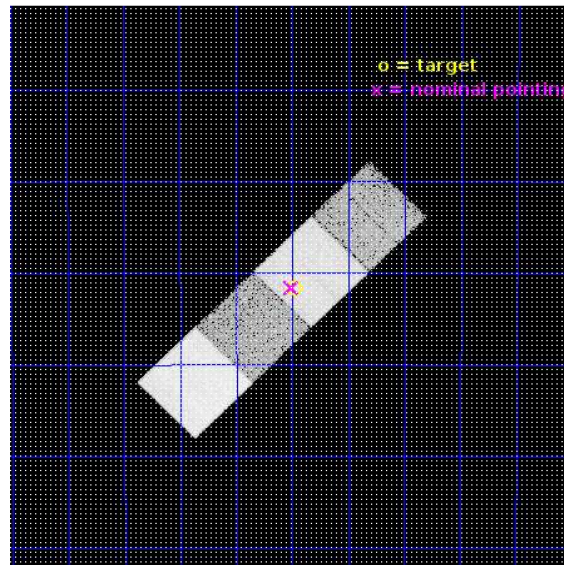 o = target
x = nominal pointing